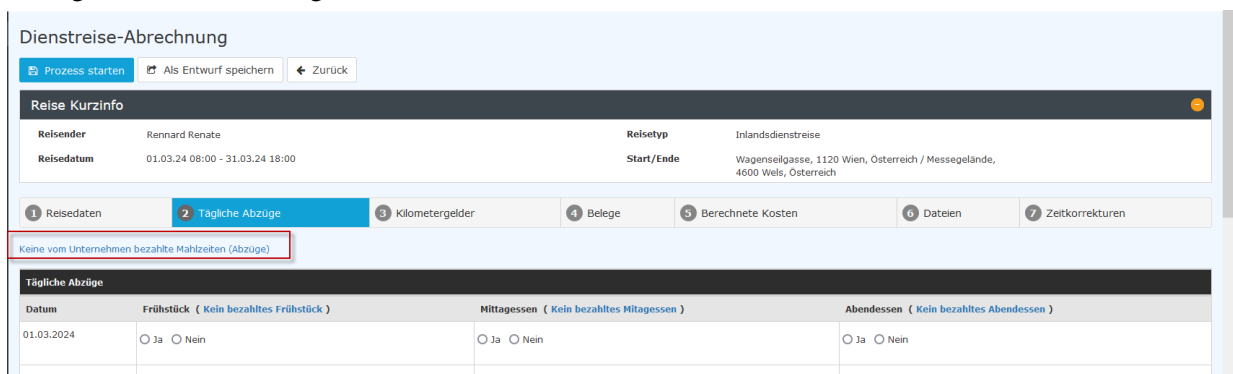 Dienstreise-Abrechnung
Prozess starten Als Entwurf speichern Zurück
Reise Kurzinfo
Reisender Rennard Renate Reisetyp Inlandsdienstreise
Reisedatum 01.03.24 08:00 - 31.03.24 18:00 Start/Ende Wagenseilgasse, 1120 Wien, Österreich / Messegelände,
4600 Wels, Österreich
1 Reisedaten 2 Tägliche Abzüge 3 Kilometergelder 4 Belege 5 Berechnete Kosten 6 Dateien 7 Zeitkorrekturen
Keine vom Unternehmen bezahlte Mahlzeiten (Abzüge)
Tägliche Abzüge
Datum Frühstück ( Kein bezahltes Frühstück ) Mittagessen ( Kein bezahltes Mitagessen ) Abendessen ( Kein bezahltes Abendessen )
01.03.2024 Ja Nein Ja Nein Ja Nein